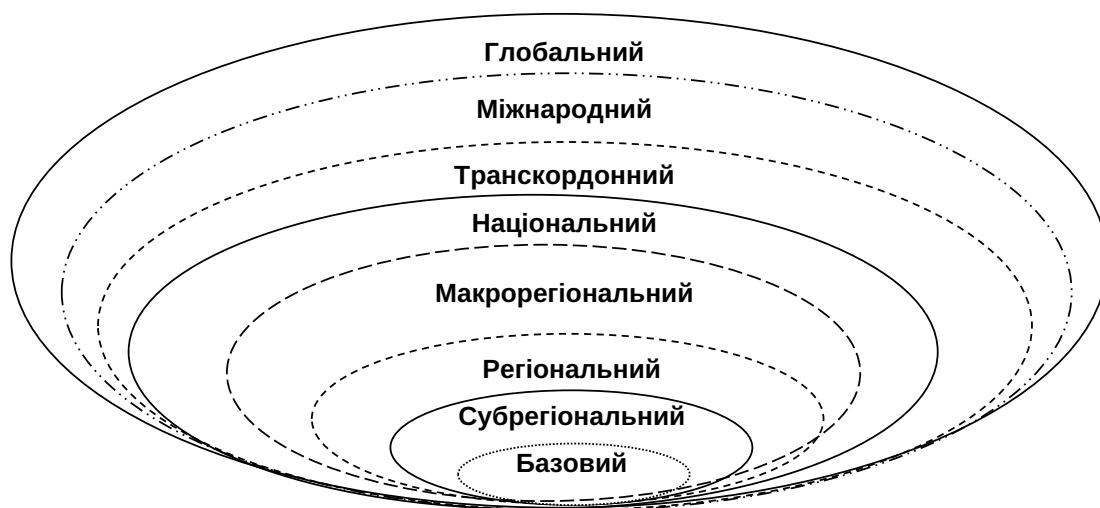 Глобальний
Міжнародний
Транскордонний
Національний
Макрорегіональний
Регіональний
Субрегіональний
Базовий